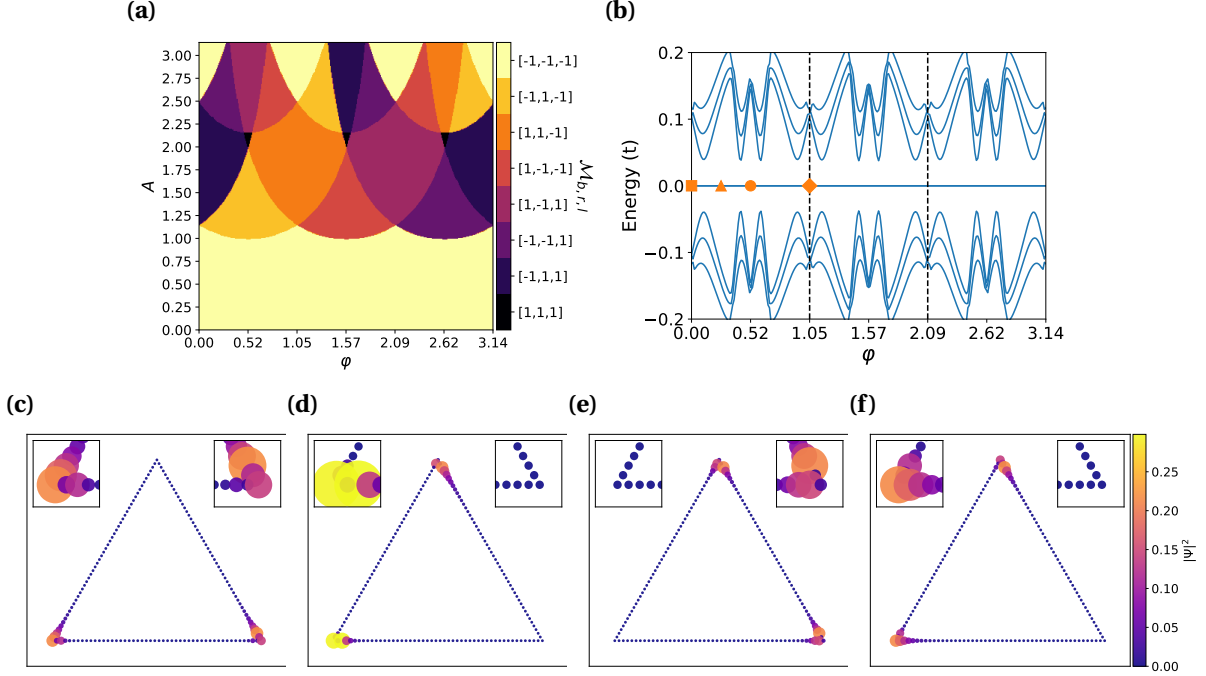 (a)
(b)
3.00
2.75
2.50
2.25
2.00
1.75
1.50
1.25
1.00
0.75
0.50
0.25
0.00
A
0.00 0.52 1.05 1.57 2.09 2.62 3.14
φ
[-1,-1,-1]
[-1,1,-1]
[1,1,-1]
[1,-1,-1]
[1,-1,1]
[-1,-1,1]
[-1,1,1]
[1,1,1]
ℳb,r,l
0.2
0.1
0.0
−0.1
−0.2
Energy (t)
0.00 0.52 1.05 1.57 2.09 2.62 3.14
φ
(c)
(d)
(e)
(f)
0.25
0.20
0.15
0.10
0.05
0.00
|ψ|²